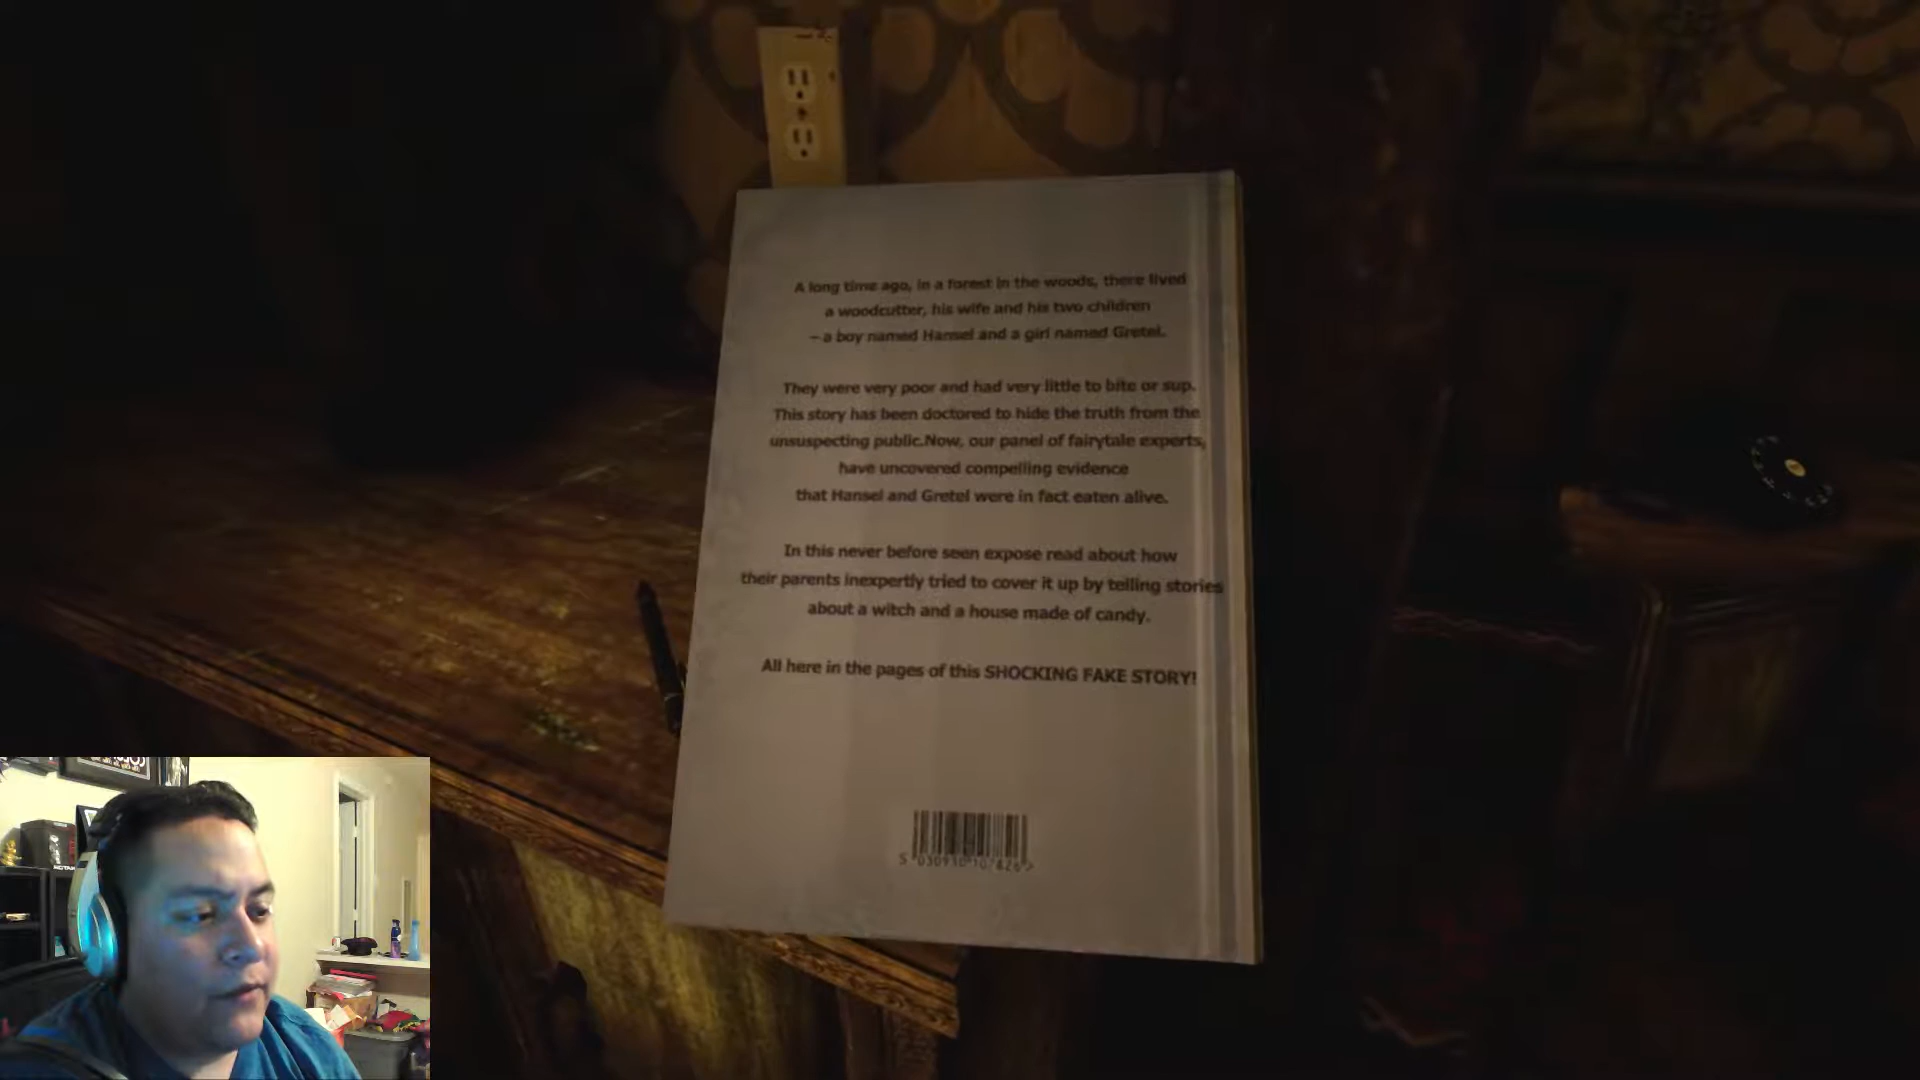 A long time ago, in a forest in the woods, there lived
a woodcutter, his wife and his two children
– a boy named Hansel and a girl named Gretel.
They were very poor and had very little to bite or sup.
This story has been doctored to hide the truth from the
unsuspecting public.Now, our panel of fairytale experts,
have uncovered compelling evidence
that Hansel and Gretel were in fact eaten alive.
In this never before seen expose read about how
their parents inexpertly tried to cover it up by telling stories
about a witch and a house made of candy.
All here in the pages of this SHOCKING FAKE STORY!